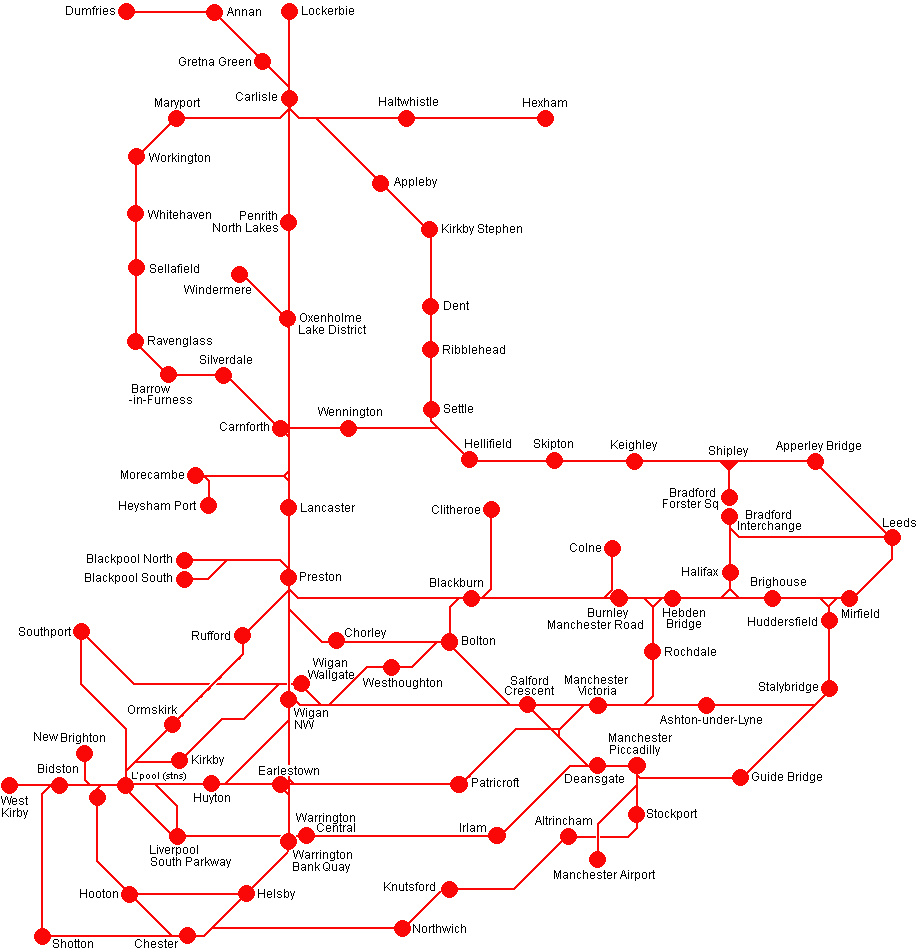 Dumfries
Annan
Lockerbie
Gretna Green
Carlisle
Maryport
Haltwhistle
Hexham
Workington
Appleby
Whitehaven
Penrith
North Lakes
Kirkby Stephen
Sellafield
Windermere
Dent
Oxenholme
Lake District
Ravenglass
Ribblehead
Silverdale
Barrow
-in-Furness
Wennington
Settle
Carnforth
Hellifield
Skipton
Keighley
Shipley
Apperley Bridge
Morecambe
Heysham Port
Lancaster
Clitheroe
Bradford
Forster Sq
Bradford
Interchange
Leeds
Colne
Blackpool North
Blackpool South
Preston
Blackburn
Halifax
Brighouse
Burnley
Manchester Road
Hebden
Bridge
Huddersfield
Mirfield
Southport
Rufford
Chorley
Bolton
Rochdale
Wigan
Wallgate
Westhoughton
Salford
Crescent
Manchester
Victoria
Stalybridge
Ormskirk
Wigan
NW
Ashton-under-Lyne
New Brighton
Kirkby
Manchester
Piccadilly
Bidston
L'pool (stns)
Earlestown
Deansgate
Guide Bridge
West
Kirby
Huyton
Patricroft
Warrington
Central
Irlam
Altrincham
Stockport
Liverpool
South Parkway
Warrington
Bank Quay
Manchester Airport
Hooton
Helsby
Knutsford
Northwich
Shotton
Chester